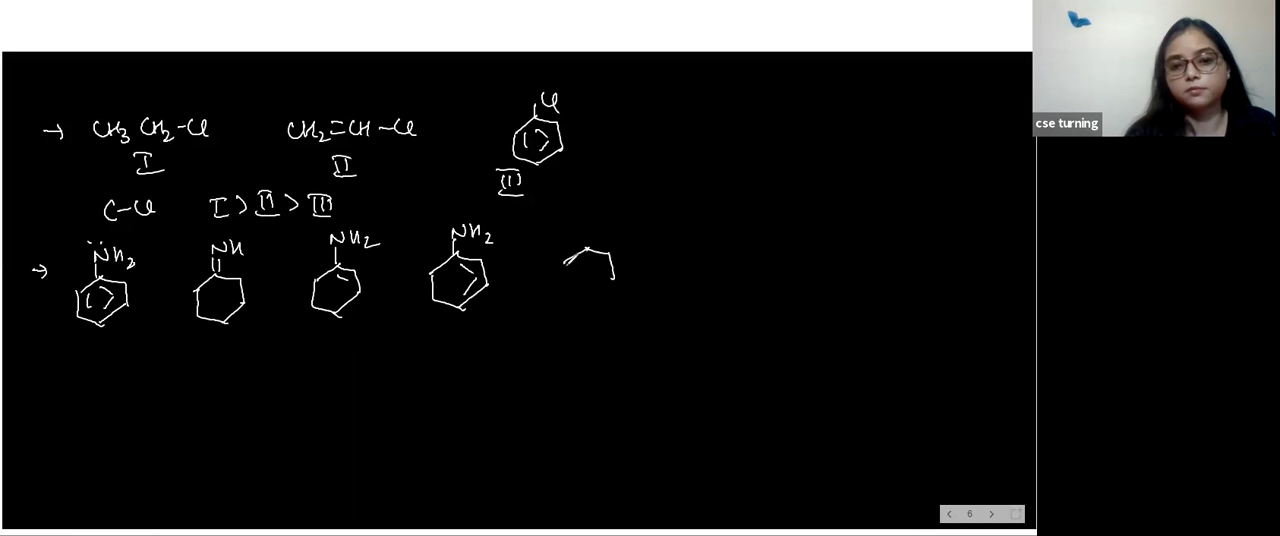 → CH3 CH2-Cl CH2=CH-Cl Cl
I II III
C-Cl I > II > III
→ NH2 NH NH2 NH2
cse turning
6